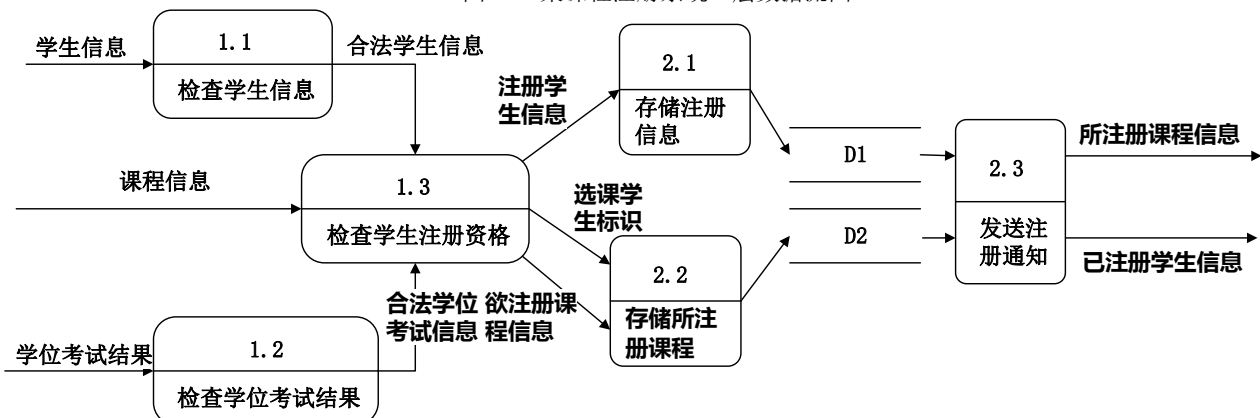 学生信息
1.1
检查学生信息
合法学生信息
注册学
生信息
2.1
存储注册
信息
D1
2.3
发送注
册通知
所注册课程信息
已注册学生信息
课程信息
1.3
检查学生注册资格
选课学
生标识
D2
2.2
存储所注
册课程
合法学位 欲注册课
考试信息 程信息
学位考试结果
1.2
检查学位考试结果